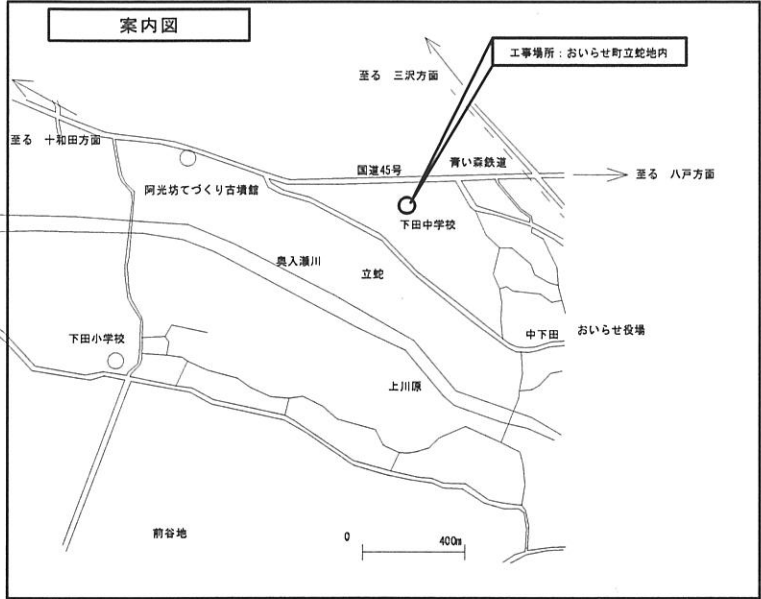 案内図
工事場所：おいらせ町立蛇地内
至る 三沢方面
至る 十和田方面
国道45号
青い森鉄道
至る 八戸方面
阿光坊てづくり古墳館
下田中学校
奥入瀬川
立蛇
下田小学校
中下田
おいらせ役場
上川原
前谷地
0
400m